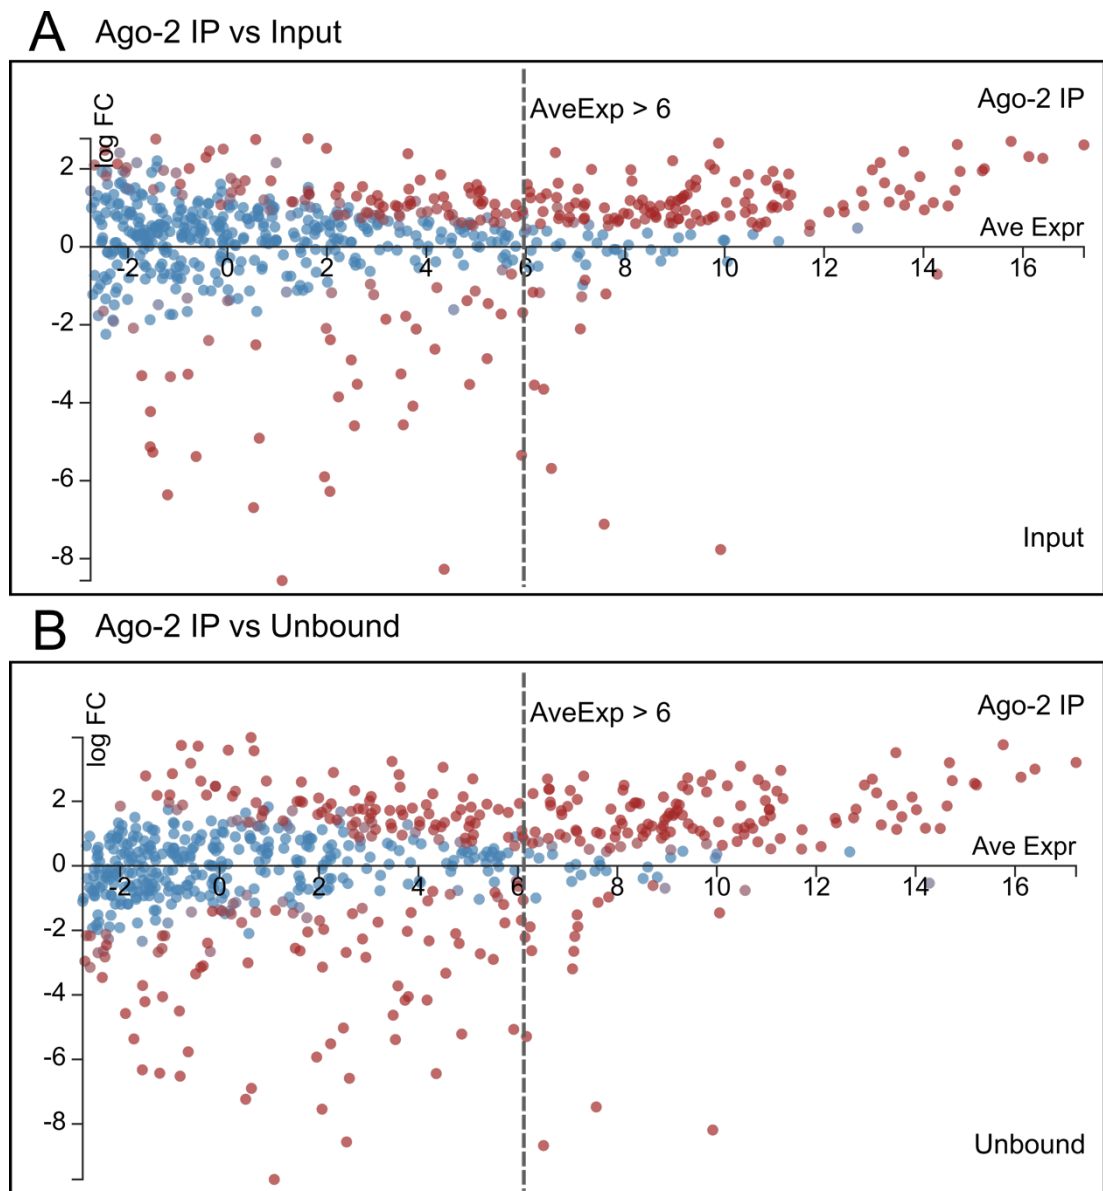 A Ago-2 IP vs Input
log FC
AveExp > 6
Ago-2 IP
2
Ave Expr
0
-2 0 2 4 6 8 10 12 14 16
-2
-4
-6
Input
-8
B Ago-2 IP vs Unbound
log FC
AveExp > 6
Ago-2 IP
2
Ave Expr
0
-2 0 2 4 6 8 10 12 14 16
-2
-4
-6
-8
Unbound